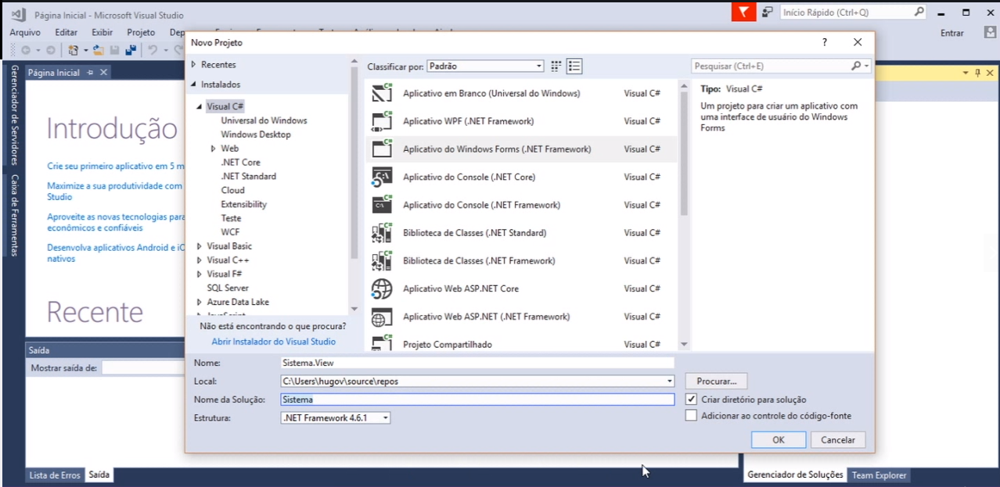 Página Inicial - Microsoft Visual Studio
Início Rápido (Ctrl+Q)
Arquivo Editar Exibir Projeto
Entrar
Gerenciador de Servidores
Caixa de Ferramentas
Página Inicial
Introdução
Crie seu primeiro aplicativo em 5
Maximize a sua produtividade com
Studio
Aproveite as novas tecnologias para
econômicos e confiáveis
Desenvolva aplicativos Android e
nativos
Recente
Novo Projeto
?
Recentes
Instalados
Visual C#
Universal do Windows
Windows Desktop
Web
.NET Core
.NET Standard
Cloud
Extensibility
Teste
WCF
Visual Basic
Visual C++
Visual F#
SQL Server
Azure Data Lake
JavaScript
Não está encontrando o que procura?
Abrir Instalador do Visual Studio
Classificar por: Padrão
Aplicativo em Branco (Universal do Windows) Visual C#
Aplicativo WPF (.NET Framework) Visual C#
Aplicativo do Windows Forms (.NET Framework) Visual C#
Aplicativo do Console (.NET Core) Visual C#
Aplicativo do Console (.NET Framework) Visual C#
Biblioteca de Classes (.NET Standard) Visual C#
Biblioteca de Classes (.NET Framework) Visual C#
Aplicativo Web ASP.NET Core Visual C#
Aplicativo Web ASP.NET (.NET Framework) Visual C#
Projeto Compartilhado Visual C#
Pesquisar (Ctrl+E)
Tipo: Visual C#
Um projeto para criar um aplicativo com
uma interface de usuário do Windows
Forms
Nome: Sistema.View
Local: C:\Users\hugov\source\repos Procurar...
Nome da Solução: Sistema
Criar diretório para solução
Estrutura: .NET Framework 4.6.1
Adicionar ao controle do código-fonte
OK Cancelar
Saída
Mostrar saída de:
Lista de Erros Saída
Gerenciador de Soluções Team Explorer